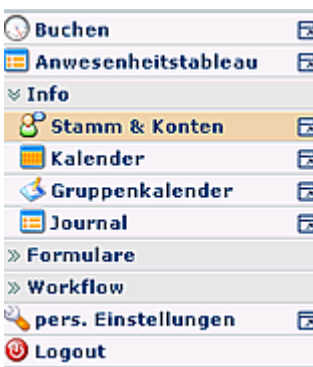 Buchen
Anwesenheitstableau
Info
Stamm & Konten
Kalender
Gruppenkalender
Journal
Formulare
Workflow
pers. Einstellungen
Logout